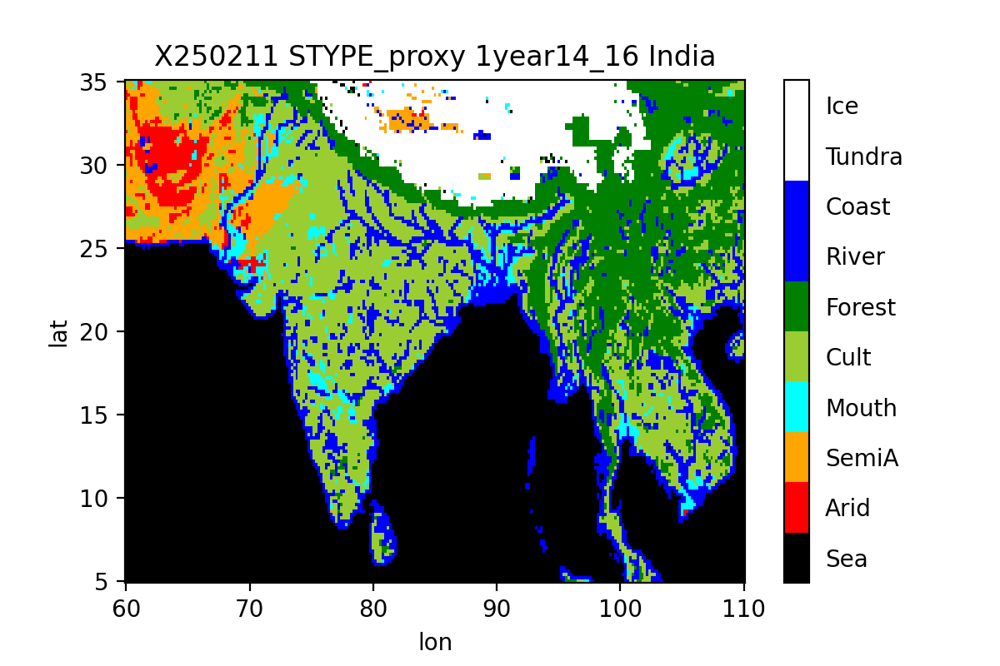 X250211 STYPE_proxy 1year14_16 India
35
30
25
20
15
10
5
lat
60 70 80 90 100 110
lon
Ice
Tundra
Coast
River
Forest
Cult
Mouth
SemiA
Arid
Sea